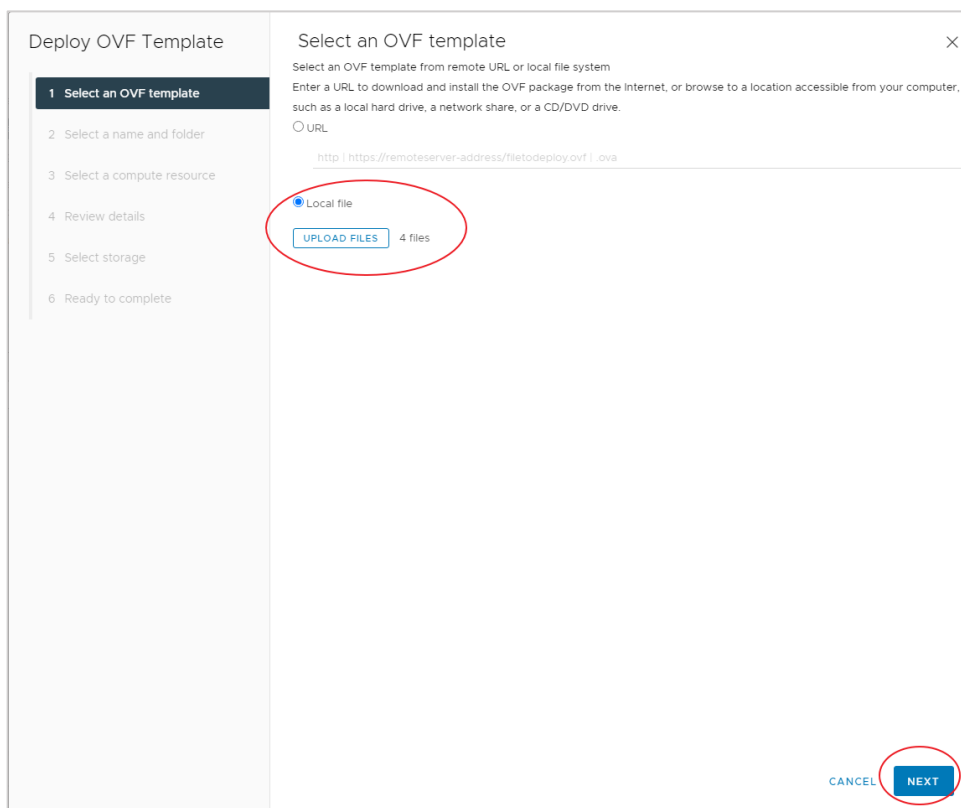 Deploy OVF Template
1 Select an OVF template
2 Select a name and folder
3 Select a compute resource
4 Review details
5 Select storage
6 Ready to complete
Select an OVF template
Select an OVF template from remote URL or local file system
Enter a URL to download and install the OVF package from the Internet, or browse to a location accessible from your computer,
such as a local hard drive, a network share, or a CD/DVD drive.
URL
http | https://remoteserver-address/filetodeploy.ovf | .ova
Local file
UPLOAD FILES 4 files
CANCEL NEXT